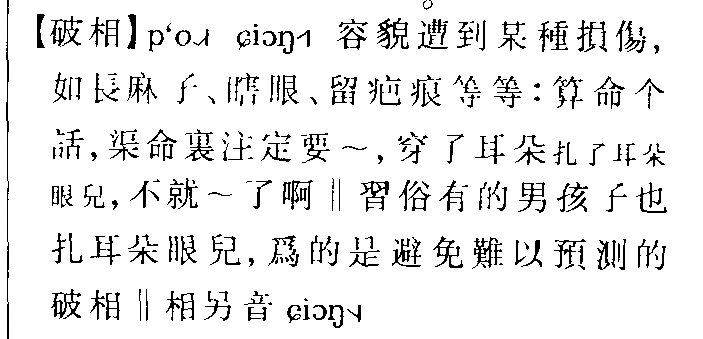 【破相】pʻo˨˩˧ ɕiɔŋ˧ 容貌遭到某種損傷，
如長麻子、瞎眼、留疤痕等等：算命个
話，渠命裏注定要～，穿了耳朵扎了耳朵
眼兒，不就～了啊‖習俗有的男孩子也
扎耳朵眼兒，爲的是避免難以預測的
破相‖相另音 ɕiɔŋ